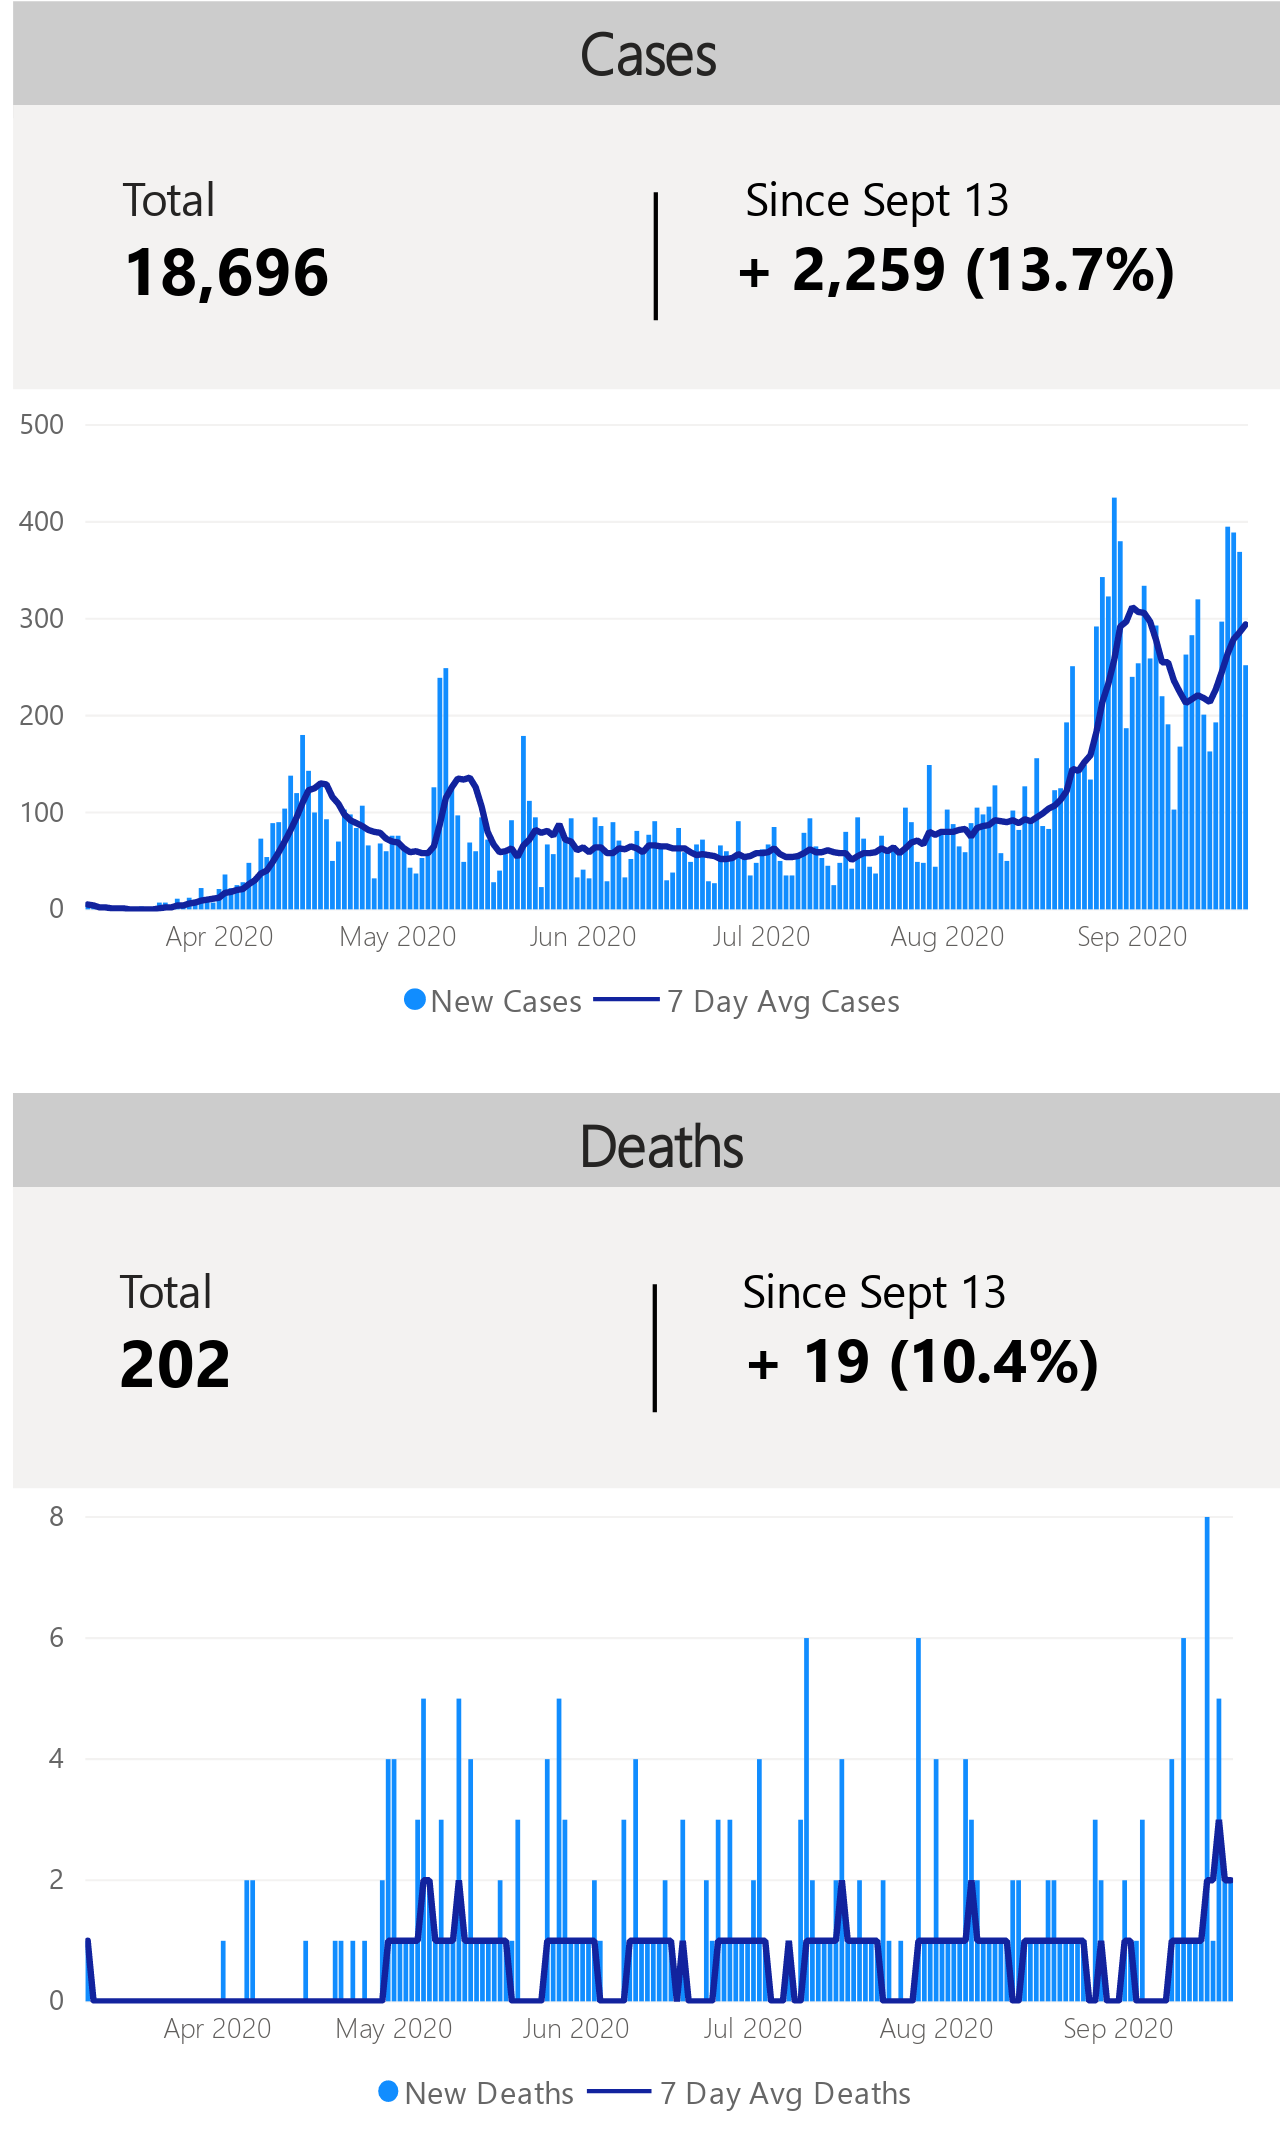 Cases
Total
Since Sept 13
18,696
+ 2,259 (13.7%)
500
400
300
200
100
0
Apr 2020 May 2020 Jun 2020 Jul 2020 Aug 2020 Sep 2020
New Cases 7 Day Avg Cases
Deaths
Total
Since Sept 13
202
+ 19 (10.4%)
8
6
4
2
0
Apr 2020 May 2020 Jun 2020 Jul 2020 Aug 2020 Sep 2020
New Deaths 7 Day Avg Deaths